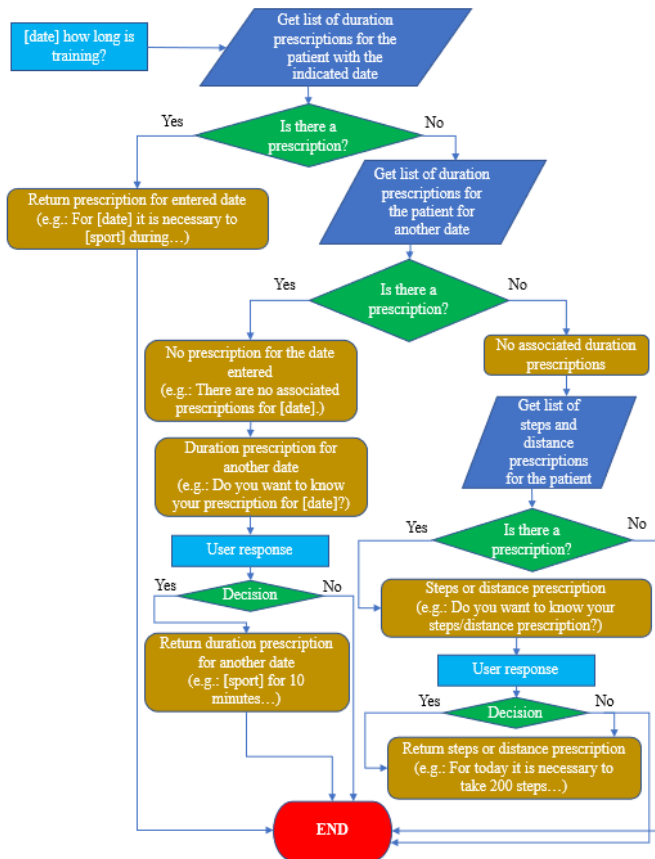 [date] how long is
training?
Get list of duration
prescriptions for the
patient with the
indicated date
Yes
Is there a
prescription?
No
Return prescription for entered date
(e.g.: For [date] it is necessary to
[sport] during…)
Get list of duration
prescriptions for
the patient for
another date
Yes
Is there a
prescription?
No
No prescription for the date
entered
(e.g.: There are no associated
prescriptions for [date].)
No associated duration
prescriptions
Duration prescription for
another date
(e.g.: Do you want to know
your prescription for [date]?)
Get list of
steps and
distance
prescriptions
for the patient
User response
Yes
Is there a
prescription?
No
Yes
Decision
No
Steps or distance prescription
(e.g.: Do you want to know your
steps/distance prescription?)
Return duration prescription
for another date
(e.g.: [sport] for 10
minutes…)
User response
Yes
Decision
No
Return steps or distance prescription
(e.g.: For today it is necessary to
take 200 steps…)
END